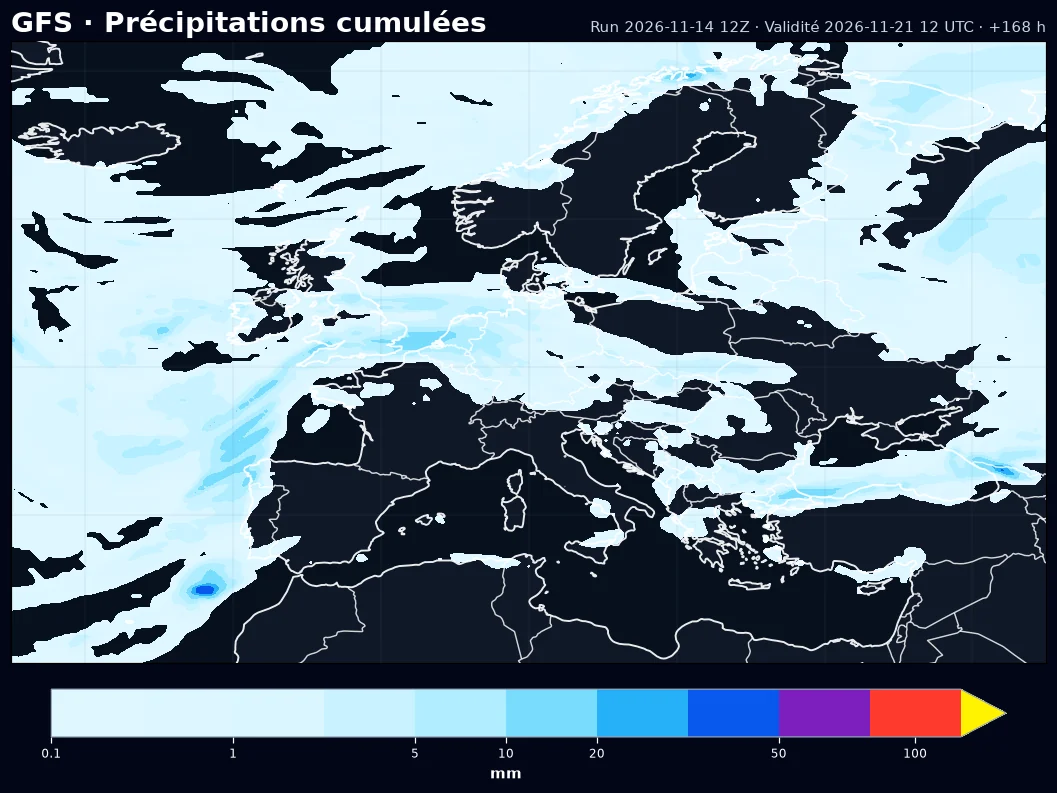 GFS · Précipitations cumulées
Run 2026-11-14 12Z · Validité 2026-11-21 12 UTC · +168 h
0.1 1 5 10 20 50 100
mm